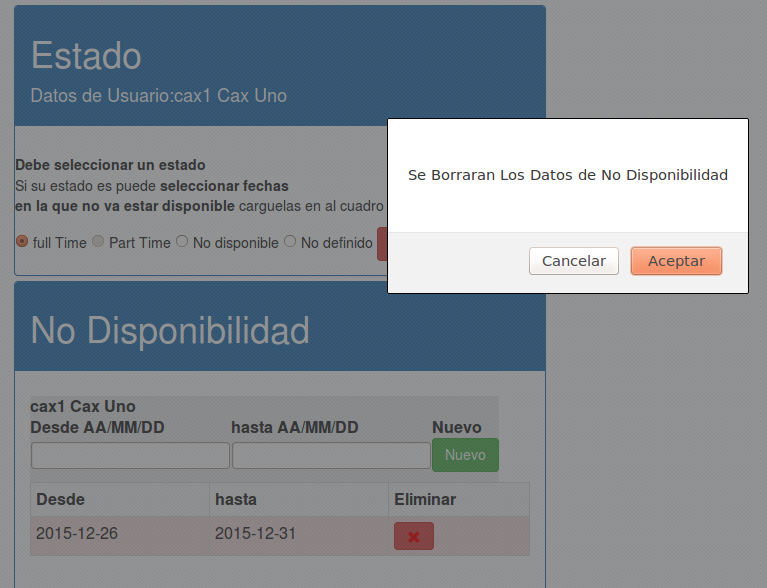 Estado
Datos de Usuario:cax1 Cax Uno
Debe seleccionar un estado
Si su estado es puede seleccionar fechas
en la que no va estar disponible carguelas en al cuadro
full Time Part Time No disponible No definido
Se Borraran Los Datos de No Disponibilidad
Cancelar Aceptar
No Disponibilidad
cax1 Cax Uno
Desde AA/MM/DD hasta AA/MM/DD Nuevo
Nuevo
Desde hasta Eliminar
2015-12-26 2015-12-31